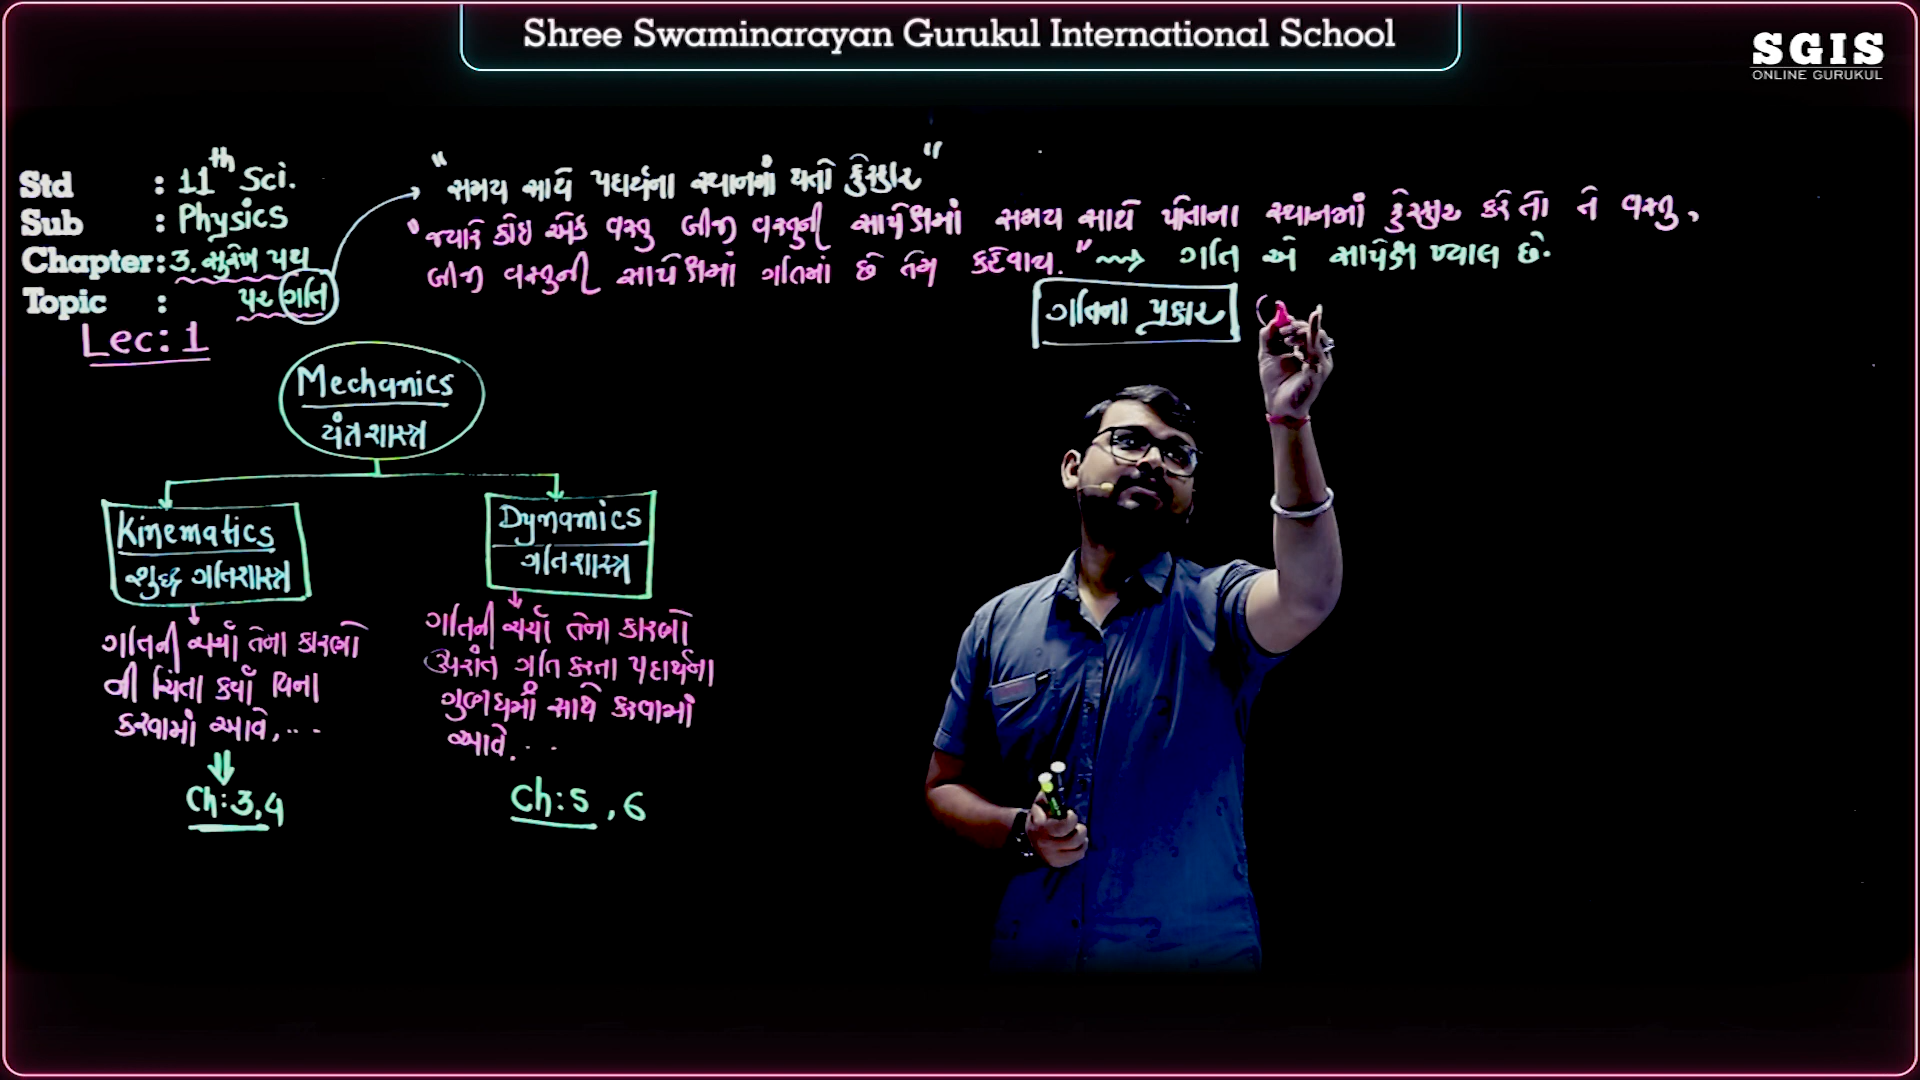 Shree Swaminarayan Gurukul International School
SGIS
ONLINE GURUKUL
Std : 11th Sci.
Sub : Physics
Chapter : 3. સુરેખ પથ
Topic : પર ગતિ
Lec: 1
"સમય સાથે પદાર્થના સ્થાનમાં થતો ફેરફાર"
"જ્યારે કોઇ એક વસ્તુ બીજી વસ્તુની સાપેક્ષમાં સમય સાથે પોતાના સ્થાનમાં ફેરફાર કરે તો તે વસ્તુ,
બીજી વસ્તુની સાપેક્ષમાં ગતિમાં છે તેમ કહેવાય." ⇝ ગતિ એ સાપેક્ષ ખ્યાલ છે.
ગતિના પ્રકાર
Mechanics
યંત્રશાસ્ત્ર
Kinematics
શુદ્ધ ગતિશાસ્ત્ર
ગતિની ચર્ચા તેના કારણો
ની ચિંતા કર્યા વિના
કરવામાં આવે,...
Ch: 3,4
Dynamics
ગતિશાસ્ત્ર
ગતિની ચર્ચા તેના કારણો
ઉપરાંત ગતિ કરતા પદાર્થના
ગુણધર્મો સાથે કરવામાં
આવે...
Ch: 5, 6